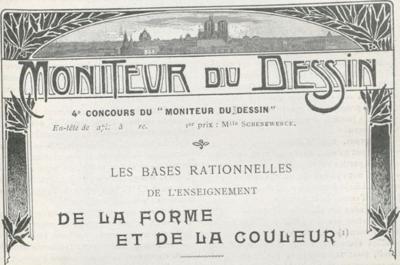 MONITEUR DU DESSIN
4e CONCOURS DU "MONITEUR DU DESSIN"
En-tête de à 1er prix : Mlle SCHENEWERCK.
LES BASES RATIONNELLES
DE L'ENSEIGNEMENT
DE LA FORME
ET DE LA COULEUR (1)